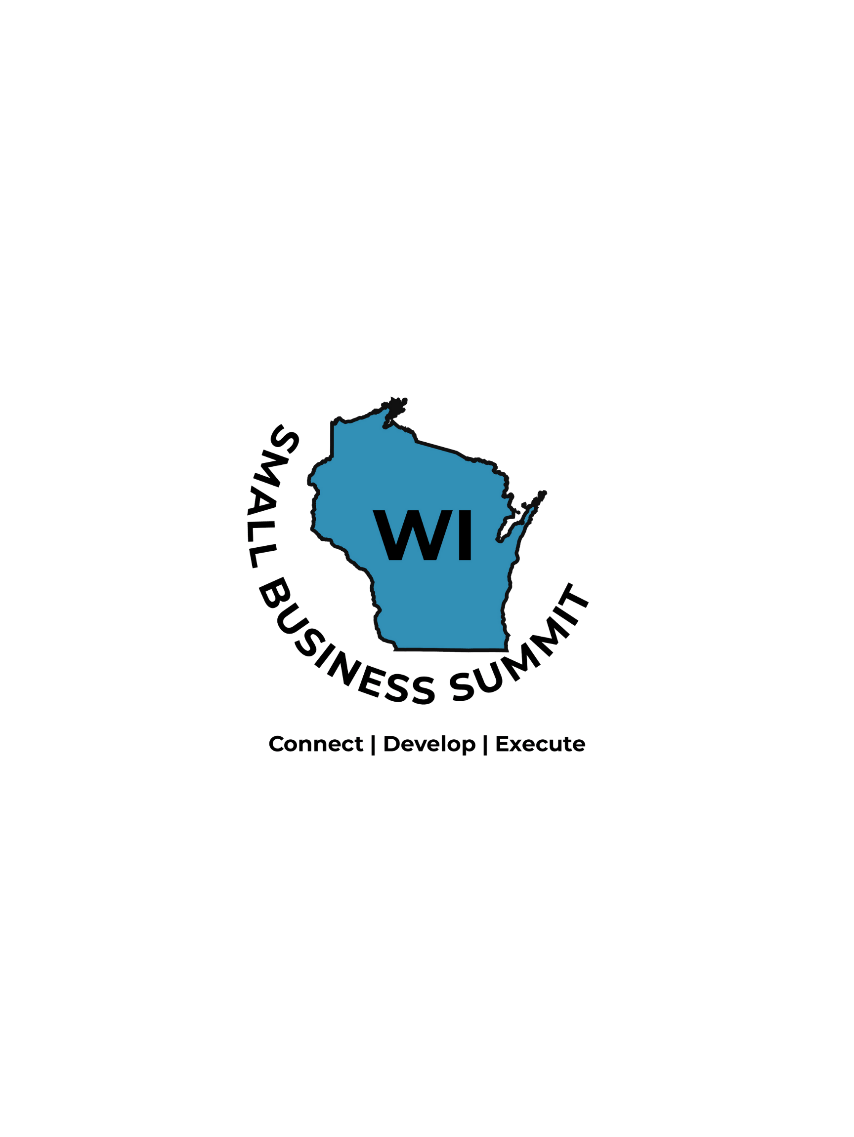 WI
SMALL BUSINESS SUMMIT
Connect | Develop | Execute